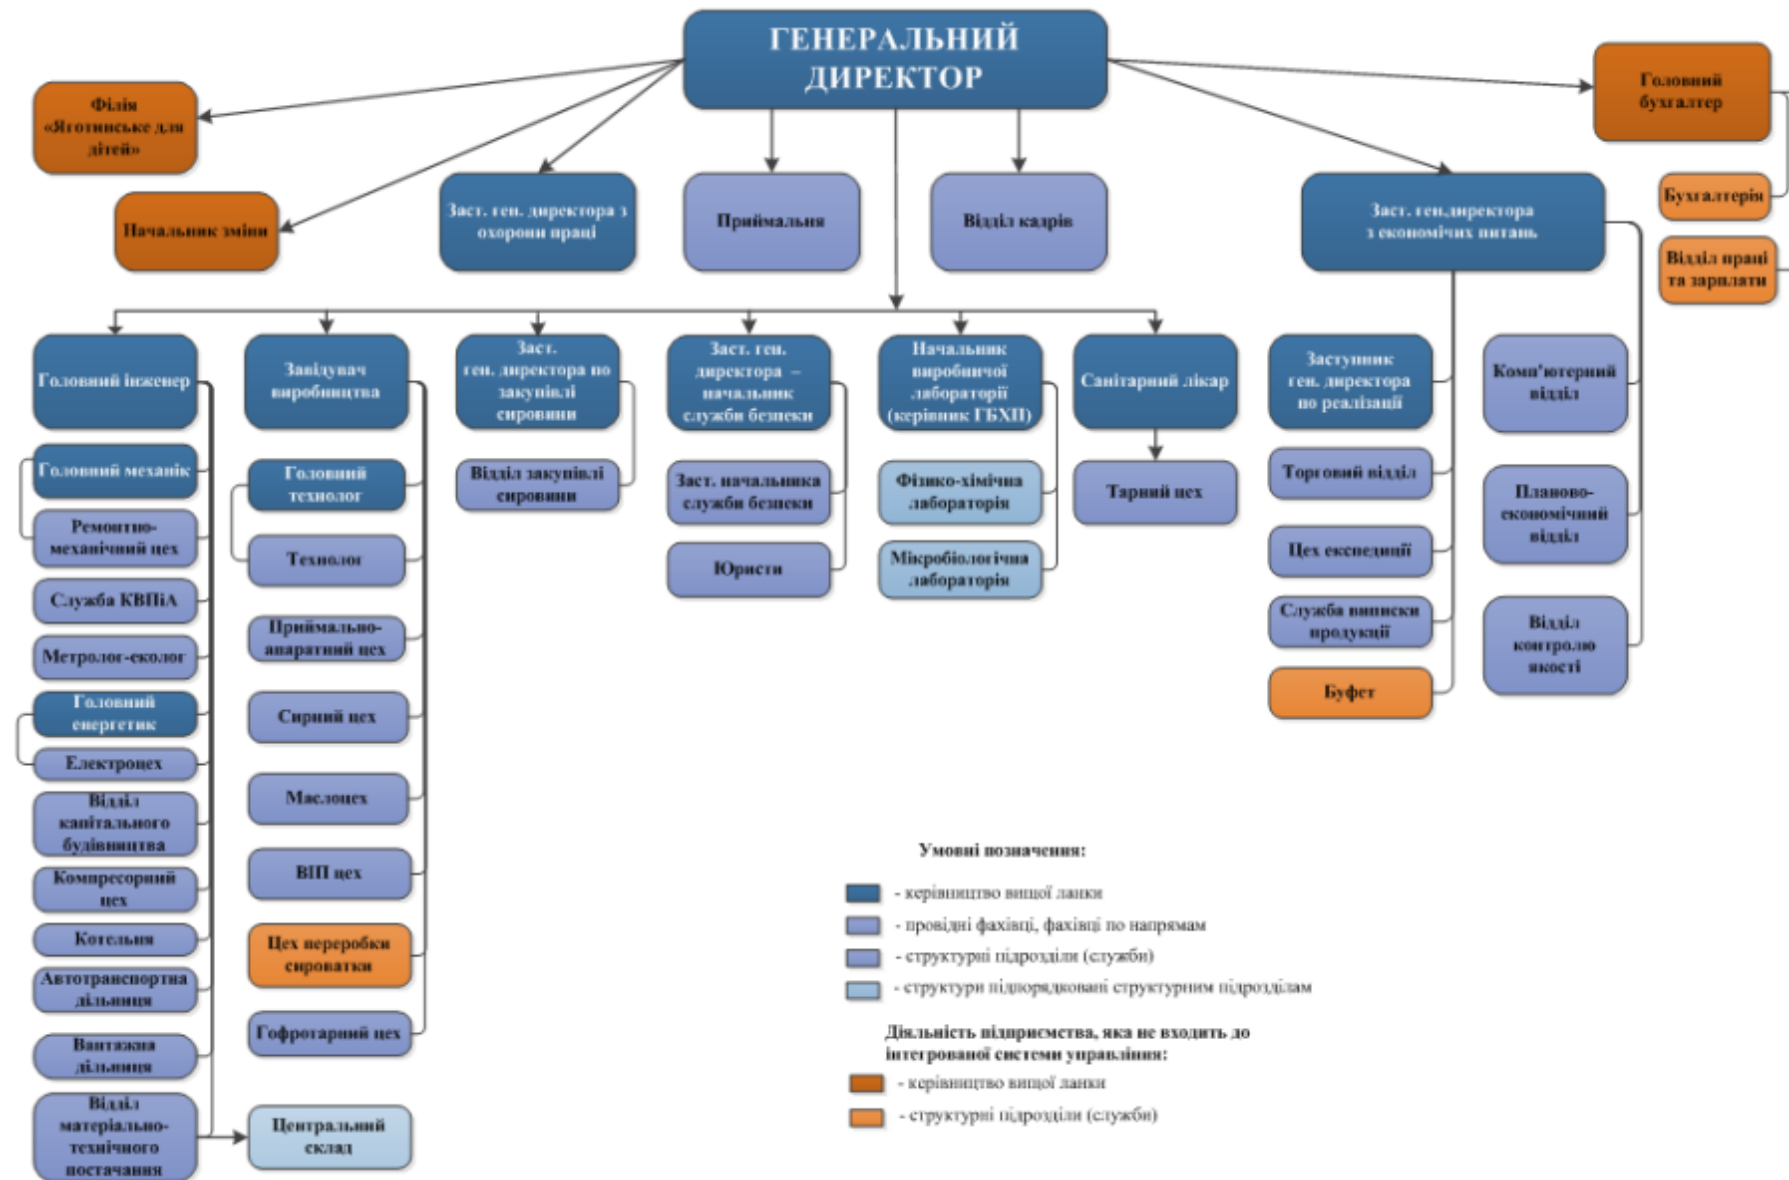 ГЕНЕРАЛЬНИЙ
ДИРЕКТОР
Філія
«Яготинське для
дітей»
Головний
бухгалтер
Начальник зміни
Заст. ген. директора з
охорони праці
Приймальня
Відділ кадрів
Заст. ген.директора
з економічих питань
Бухгалтерія
Відділ праці
та зарплати
Головний інженер
Завідувач
виробництва
Заст.
ген. директора по
закупівлі
сировини
Заст. ген.
директора –
начальник
служби безпеки
Начальник
виробничої
лабораторії
(керівник ГБХП)
Санітарний лікар
Заступник
ген. директора
по реалізації
Комп'ютерний
відділ
Головний механік
Ремонтно-
механічний цех
Служба КВПіА
Метролог-еколог
Головний
енергетик
Електроцех
Відділ
капітального
будівництва
Компресорний
цех
Котельня
Автотранспортна
дільниця
Вантажна
дільниця
Відділ
матеріально-
технічного
постачання
Головний
технолог
Технолог
Приймально-
апаратний цех
Сирний цех
Маслоцех
ВІП цех
Цех переробки
сироватки
Гофротарний цех
Центральний
склад
Відділ закупівлі
сировини
Заст. начальника
служби безпеки
Юристи
Фізико-хімічна
лабораторія
Мікробіологічна
лабораторія
Тарний цех
Торговий відділ
Цех експедиції
Служба виписки
продукції
Буфет
Планово-
економічний
відділ
Відділ
контролю
якості
Умовні позначення:
- керівництво вищої ланки
- провідні фахівці, фахівці по напрямам
- структурні підрозділи (служби)
- структури підпорядковані структурним підрозділам
Діяльність підприємства, яка не входить до
інтегрованої системи управління:
- керівництво вищої ланки
- структурні підрозділи (служби)